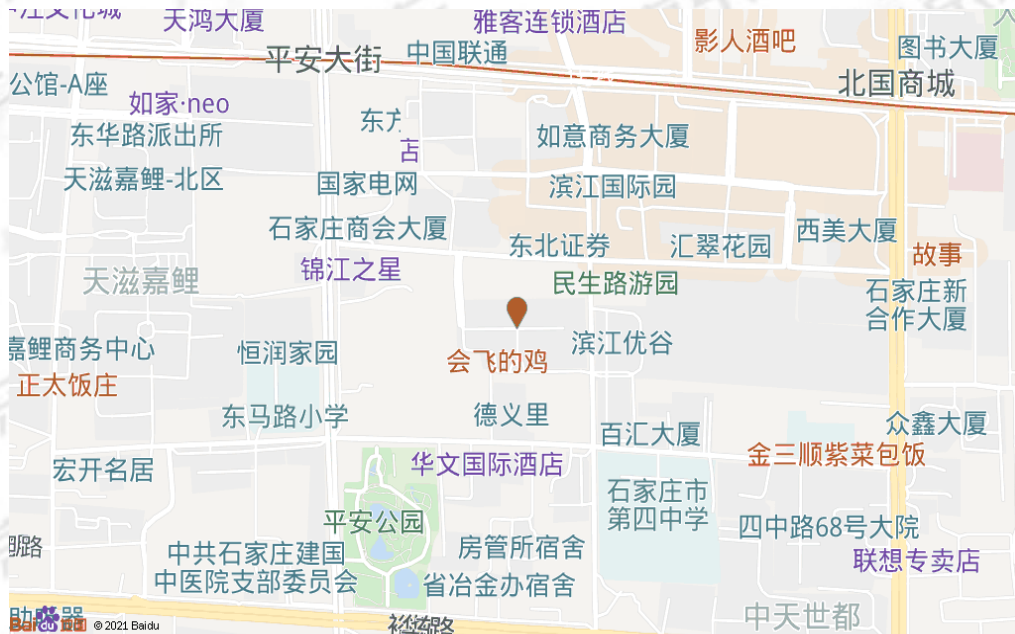 天鸿大厦
雅客连锁酒店
影人酒吧
图书大厦
平安大街
中国联通
公馆-A座
北国商城
如家·neo
东方
店
东华路派出所
如意商务大厦
天滋嘉鲤-北区
国家电网
滨江国际园
石家庄商会大厦
东北证券
汇翠花园
西美大厦
故事
锦江之星
天滋嘉鲤
民生路游园
石家庄新
合作大厦
嘉鲤商务中心
恒润家园
会飞的鸡
滨江优谷
正太饭庄
东马路小学
德义里
百汇大厦
众鑫大厦
金三顺紫菜包饭
宏开名居
华文国际酒店
石家庄市
第四中学
平安公园
四中路68号大院
中共石家庄建国
中医院支部委员会
房管所宿舍
联想专卖店
省冶金办宿舍
中天世都
裕华路
Baidu
© 2021 Baidu